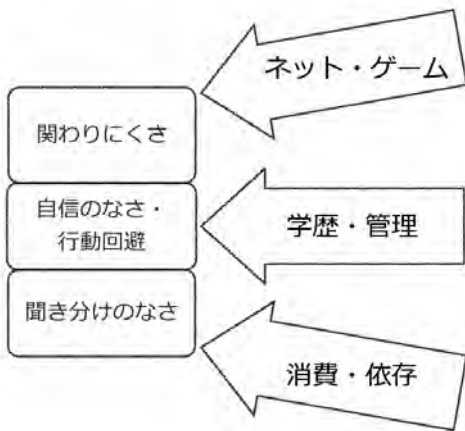 ネット・ゲーム
関わりにくさ
自信のなさ・
行動回避
学歴・管理
聞き分けのなさ
消費・依存